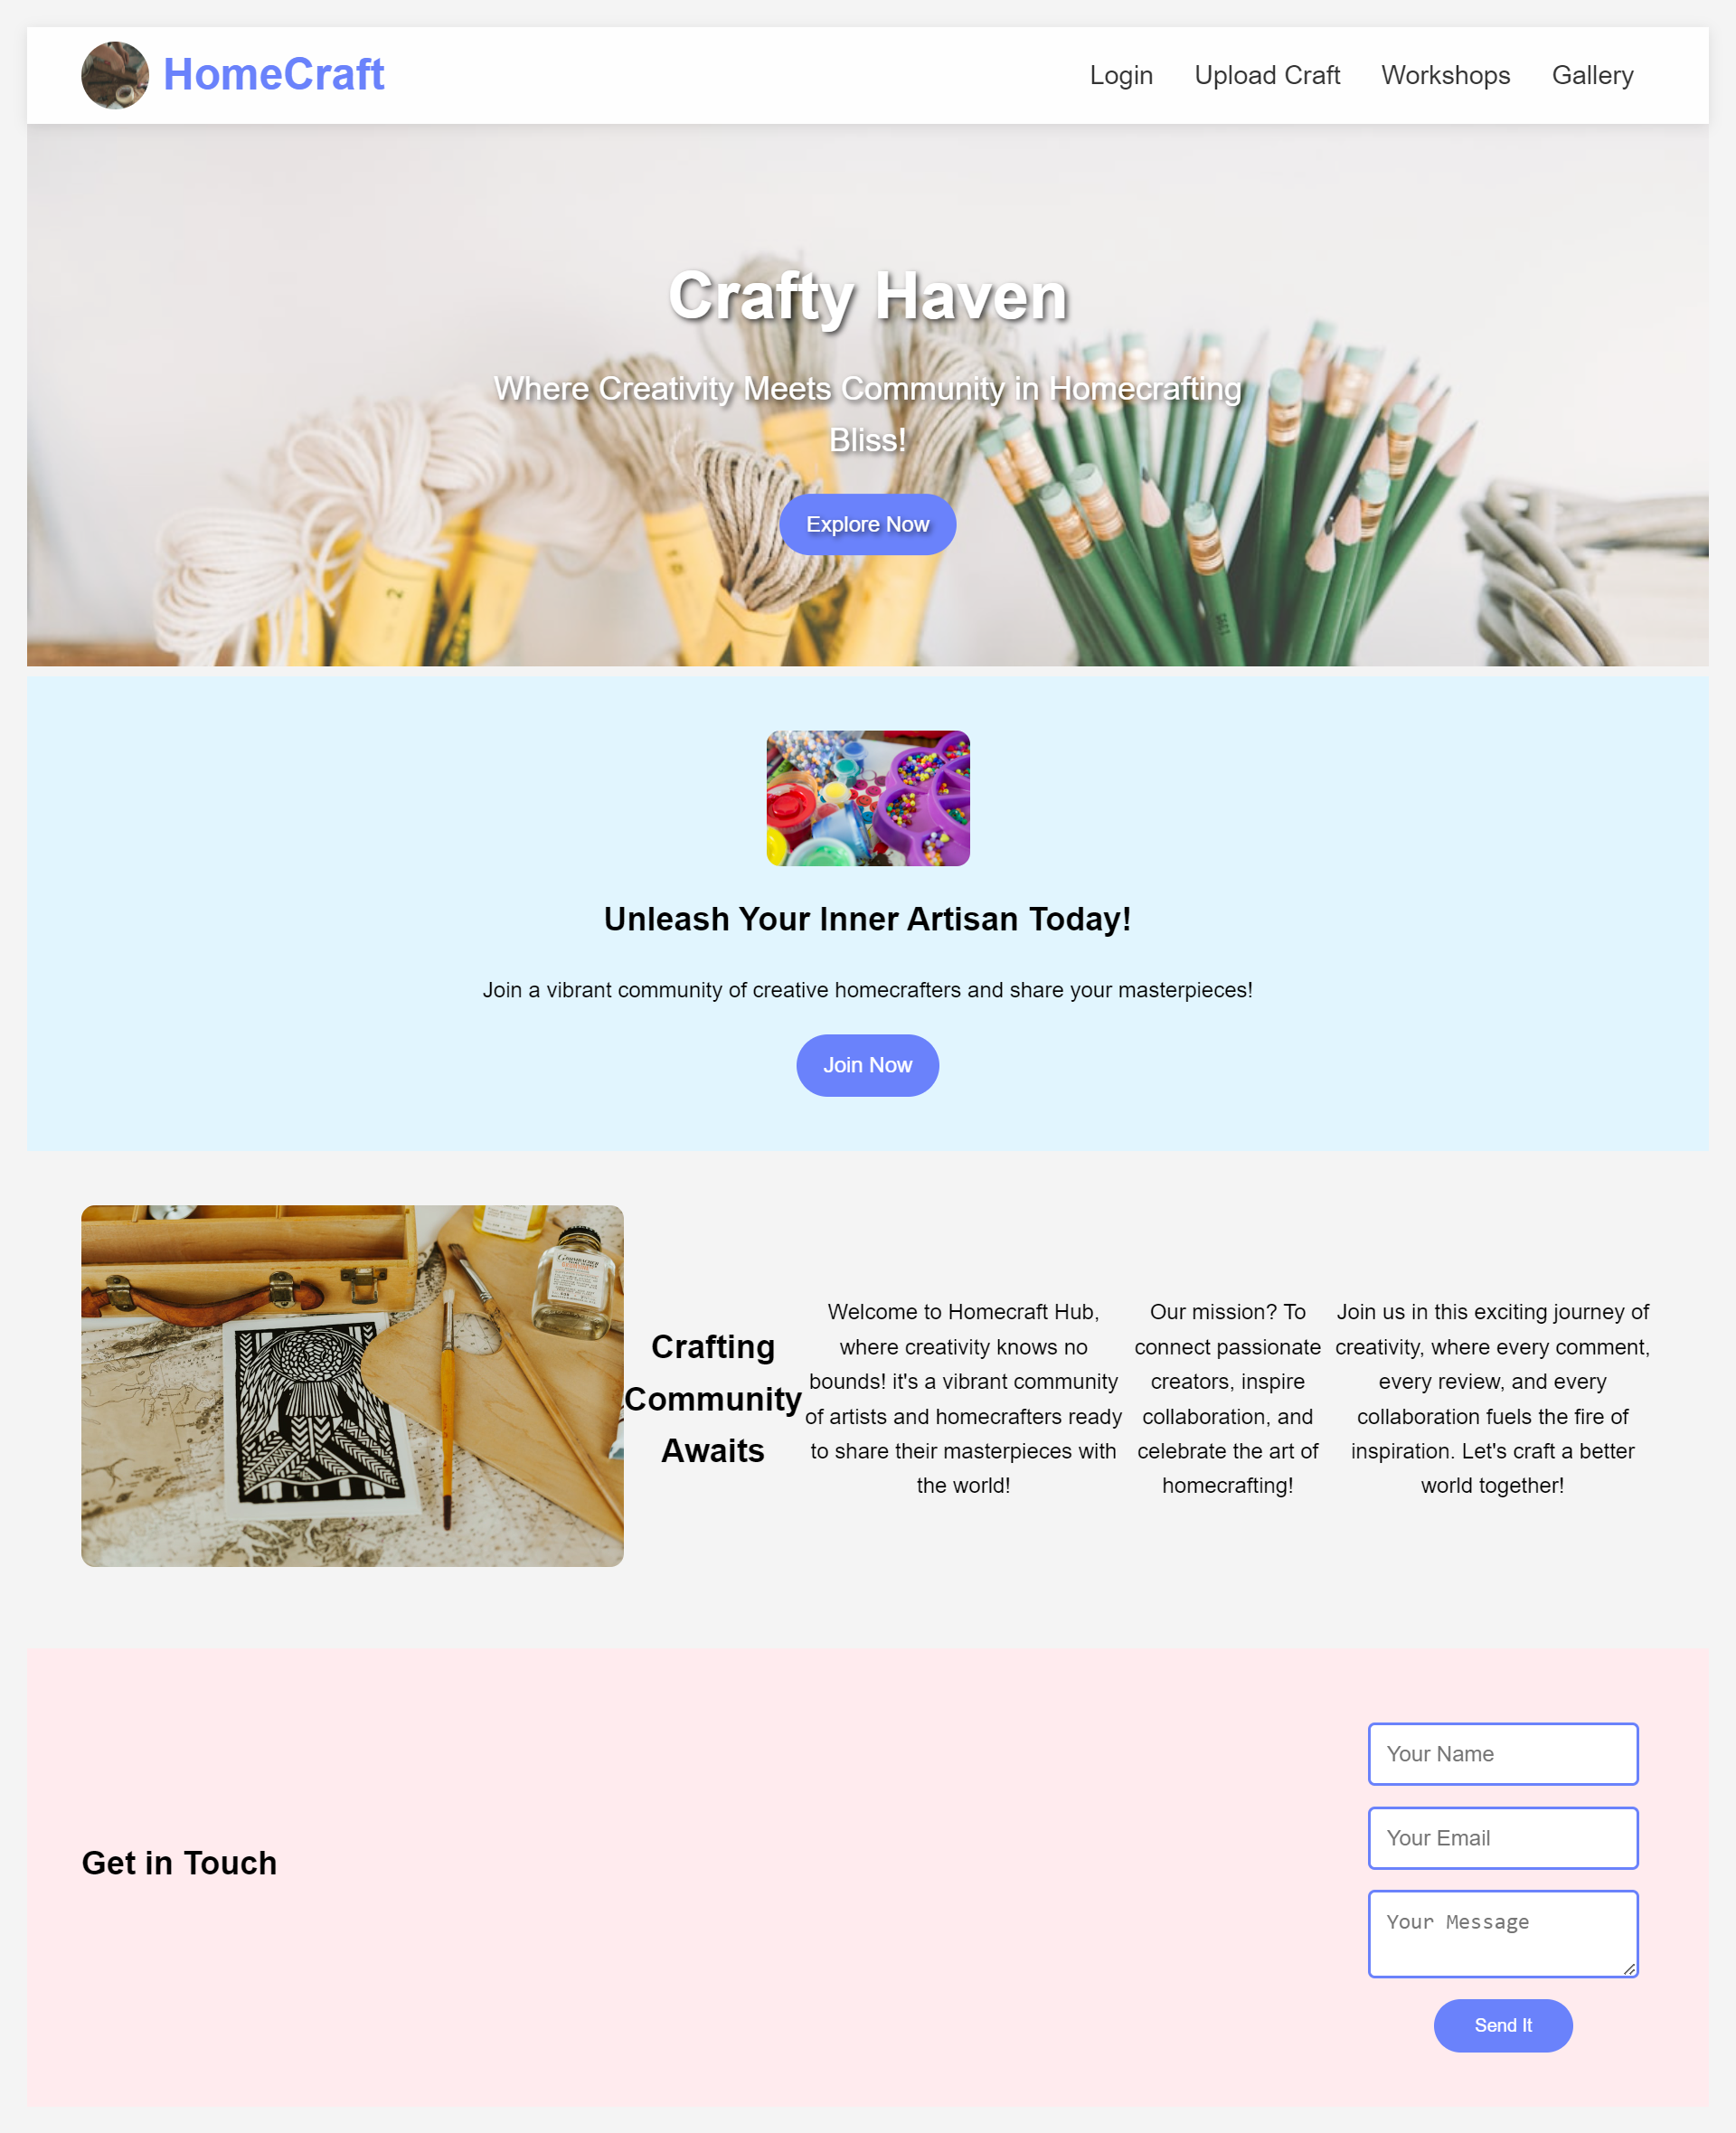 HomeCraft
Login
Upload Craft
Workshops
Gallery
Crafty Haven
Where Creativity Meets Community in Homecrafting
Bliss!
Explore Now
Unleash Your Inner Artisan Today!
Join a vibrant community of creative homecrafters and share your masterpieces!
Join Now
Crafting
Community
Awaits
Welcome to Homecraft Hub,
where creativity knows no
bounds! it's a vibrant community
of artists and homecrafters ready
to share their masterpieces with
the world!
Our mission? To
connect passionate
creators, inspire
collaboration, and
celebrate the art of
homecrafting!
Join us in this exciting journey of
creativity, where every comment,
every review, and every
collaboration fuels the fire of
inspiration. Let's craft a better
world together!
Get in Touch
Your Name
Your Email
Your Message
Send It